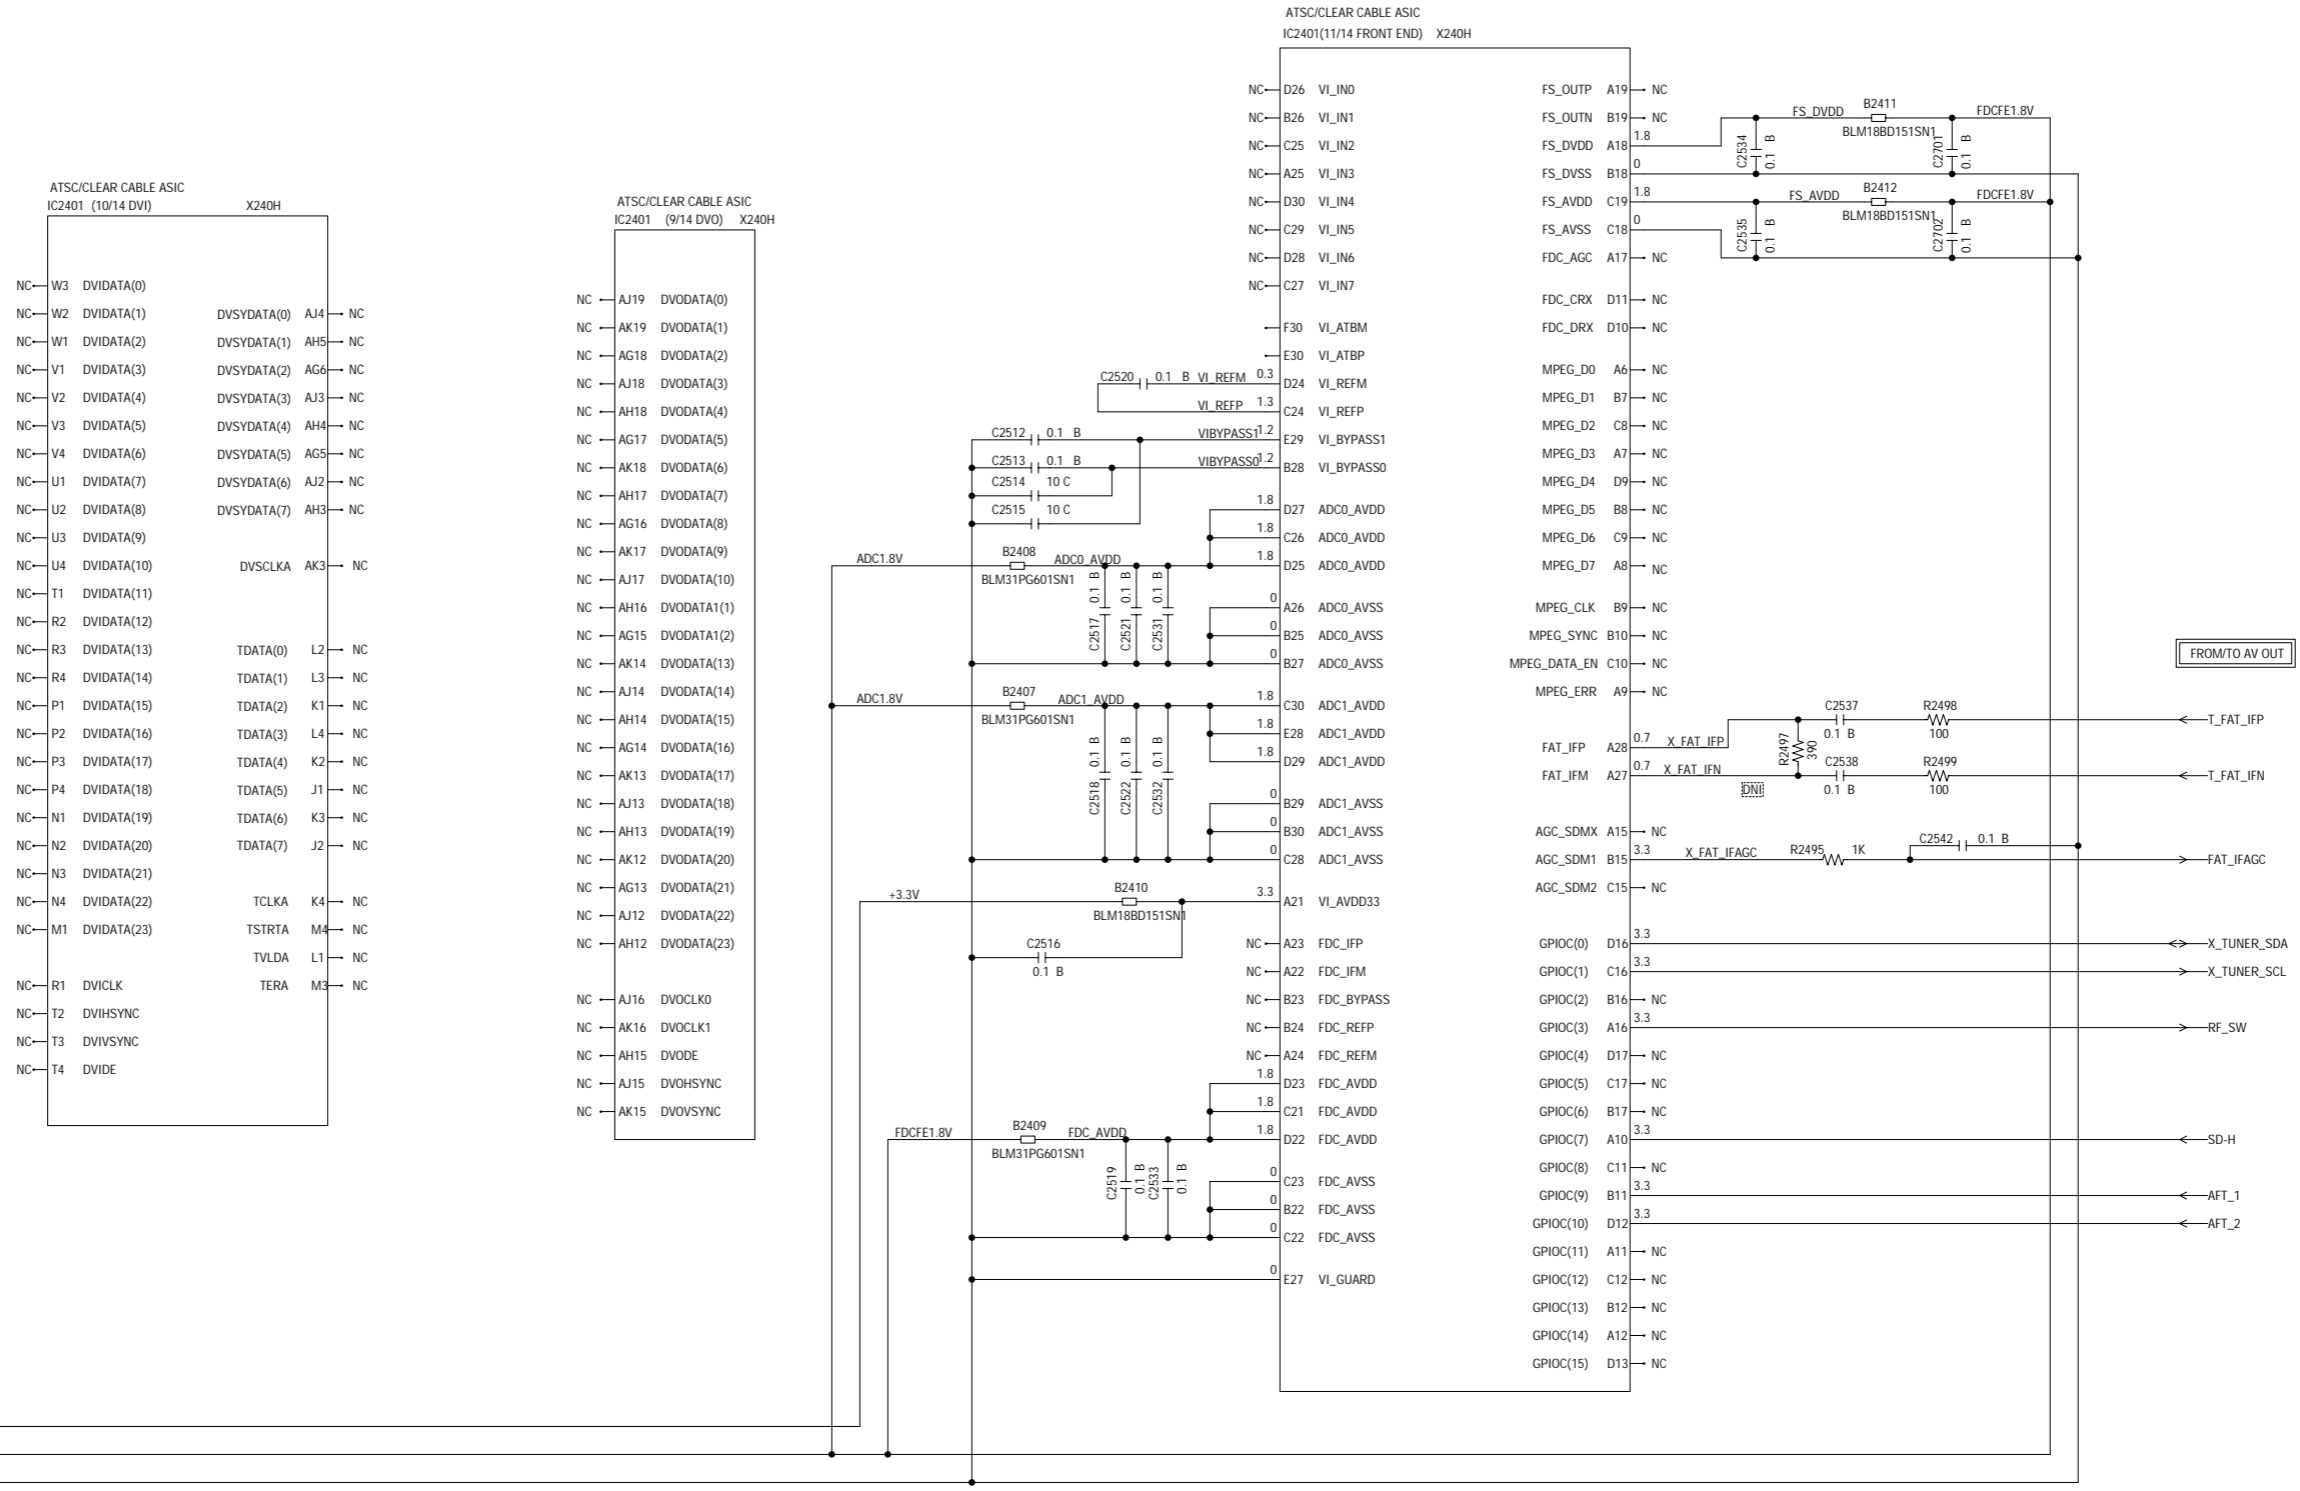 ATSC/CLEAR CABLE ASIC
IC2401 (10/14 DVI) X240H
NC W3 DVIDATA(0)
NC W2 DVIDATA(1) DVSYDATA(0) AJ4 NC
NC W1 DVIDATA(2) DVSYDATA(1) AH5 NC
NC V1 DVIDATA(3) DVSYDATA(2) AG6 NC
NC V2 DVIDATA(4) DVSYDATA(3) AJ3 NC
NC V3 DVIDATA(5) DVSYDATA(4) AH4 NC
NC V4 DVIDATA(6) DVSYDATA(5) AG5 NC
NC U1 DVIDATA(7) DVSYDATA(6) AJ2 NC
NC U2 DVIDATA(8) DVSYDATA(7) AH3 NC
NC U3 DVIDATA(9)
NC U4 DVIDATA(10) DVSCLKA AK3 NC
NC T1 DVIDATA(11)
NC R2 DVIDATA(12)
NC R3 DVIDATA(13) TDATA(0) L2 NC
NC R4 DVIDATA(14) TDATA(1) L3 NC
NC P1 DVIDATA(15) TDATA(2) K1 NC
NC P2 DVIDATA(16) TDATA(3) L4 NC
NC P3 DVIDATA(17) TDATA(4) K2 NC
NC P4 DVIDATA(18) TDATA(5) J1 NC
NC N1 DVIDATA(19) TDATA(6) K3 NC
NC N2 DVIDATA(20) TDATA(7) J2 NC
NC N3 DVIDATA(21)
NC N4 DVIDATA(22) TCLKA K4 NC
NC M1 DVIDATA(23) TSTRTA M4 NC
TVLDA L1 NC
NC R1 DVICLK TERA M3 NC
NC T2 DVIHSYNC
NC T3 DVIVSYNC
NC T4 DVIDE
ATSC/CLEAR CABLE ASIC
IC2401 (9/14 DVO) X240H
NC AJ19 DVODATA(0)
NC AK19 DVODATA(1)
NC AG18 DVODATA(2)
NC AJ18 DVODATA(3)
NC AH18 DVODATA(4)
NC AG17 DVODATA(5)
NC AK18 DVODATA(6)
NC AH17 DVODATA(7)
NC AG16 DVODATA(8)
NC AK17 DVODATA(9)
NC AJ17 DVODATA(10)
NC AH16 DVODATA1(1)
NC AG15 DVODATA1(2)
NC AK14 DVODATA(13)
NC AJ14 DVODATA(14)
NC AH14 DVODATA(15)
NC AG14 DVODATA(16)
NC AK13 DVODATA(17)
NC AJ13 DVODATA(18)
NC AH13 DVODATA(19)
NC AK12 DVODATA(20)
NC AG13 DVODATA(21)
NC AJ12 DVODATA(22)
NC AH12 DVODATA(23)
NC AJ16 DVOCLK0
NC AK16 DVOCLK1
NC AH15 DVODE
NC AJ15 DVOHSYNC
NC AK15 DVOVSYNC
ATSC/CLEAR CABLE ASIC
IC2401(11/14 FRONT END) X240H
NC D26 VI_IN0
NC B26 VI_IN1
NC C25 VI_IN2
NC A25 VI_IN3
NC D30 VI_IN4
NC C29 VI_IN5
NC D28 VI_IN6
NC C27 VI_IN7
F30 VI_ATBM
E30 VI_ATBP
C2520 0.1 B VI_REFM 0.3 D24 VI_REFM
VI_REFP 1.3 C24 VI_REFP
C2512 0.1 B VIBYPASS1 1.2 E29 VI_BYPASS1
C2513 0.1 B VIBYPASS0 1.2 B28 VI_BYPASS0
C2514 10 C
C2515 10 C
1.8 D27 ADC0_AVDD
1.8 C26 ADC0_AVDD
ADC1.8V B2408 ADC0_AVDD 1.8 D25 ADC0_AVDD
BLM31PG601SN1
C2517 0.1 B
C2521 0.1 B
C2531 0.1 B
0 A26 ADC0_AVSS
0 B25 ADC0_AVSS
0 B27 ADC0_AVSS
ADC1.8V B2407 ADC1_AVDD 1.8 C30 ADC1_AVDD
BLM31PG601SN1
1.8 E28 ADC1_AVDD
1.8 D29 ADC1_AVDD
C2518 0.1 B
C2522 0.1 B
C2532 0.1 B
0 B29 ADC1_AVSS
0 B30 ADC1_AVSS
0 C28 ADC1_AVSS
+3.3V B2410 3.3 A21 VI_AVDD33
BLM18BD151SN1
C2516
0.1 B
NC A23 FDC_IFP
NC A22 FDC_IFM
NC B23 FDC_BYPASS
NC B24 FDC_REFP
NC A24 FDC_REFM
1.8 D23 FDC_AVDD
1.8 C21 FDC_AVDD
FDCFE1.8V B2409 FDC_AVDD 1.8 D22 FDC_AVDD
BLM31PG601SN1
C2519 0.1 B
C2533 0.1 B
0 C23 FDC_AVSS
0 B22 FDC_AVSS
0 C22 FDC_AVSS
0 E27 VI_GUARD
FS_OUTP A19 NC
FS_OUTN B19 NC
FS_DVDD A18 1.8 FS_DVDD B2411 FDCFE1.8V
BLM18BD151SN1
C2534 0.1 B
C2701 0.1 B
FS_DVSS B18 0
FS_AVDD C19 1.8 FS_AVDD B2412 FDCFE1.8V
BLM18BD151SN1
C2535 0.1 B
C2702 0.1 B
FS_AVSS C18 0
FDC_AGC A17 NC
FDC_CRX D11 NC
FDC_DRX D10 NC
MPEG_D0 A6 NC
MPEG_D1 B7 NC
MPEG_D2 C8 NC
MPEG_D3 A7 NC
MPEG_D4 D9 NC
MPEG_D5 B8 NC
MPEG_D6 C9 NC
MPEG_D7 A8 NC
MPEG_CLK B9 NC
MPEG_SYNC B10 NC
MPEG_DATA_EN C10 NC
MPEG_ERR A9 NC
FROM/TO AV OUT
C2537 R2498 T_FAT_IFP
0.1 B 100
FAT_IFP A28 0.7 X_FAT_IFP
R2497 390
FAT_IFM A27 0.7 X_FAT_IFN C2538 R2499 T_FAT_IFN
DNI 0.1 B 100
AGC_SDMX A15 NC
C2542 0.1 B
AGC_SDM1 B15 3.3 X_FAT_IFAGC R2495 1K FAT_IFAGC
AGC_SDM2 C15 NC
GPIOC(0) D16 3.3 X_TUNER_SDA
GPIOC(1) C16 3.3 X_TUNER_SCL
GPIOC(2) B16 NC
GPIOC(3) A16 3.3 RF_SW
GPIOC(4) D17 NC
GPIOC(5) C17 NC
GPIOC(6) B17 NC
GPIOC(7) A10 3.3 SD-H
GPIOC(8) C11 NC
GPIOC(9) B11 3.3 AFT_1
GPIOC(10) D12 3.3 AFT_2
GPIOC(11) A11 NC
GPIOC(12) C12 NC
GPIOC(13) B12 NC
GPIOC(14) A12 NC
GPIOC(15) D13 NC